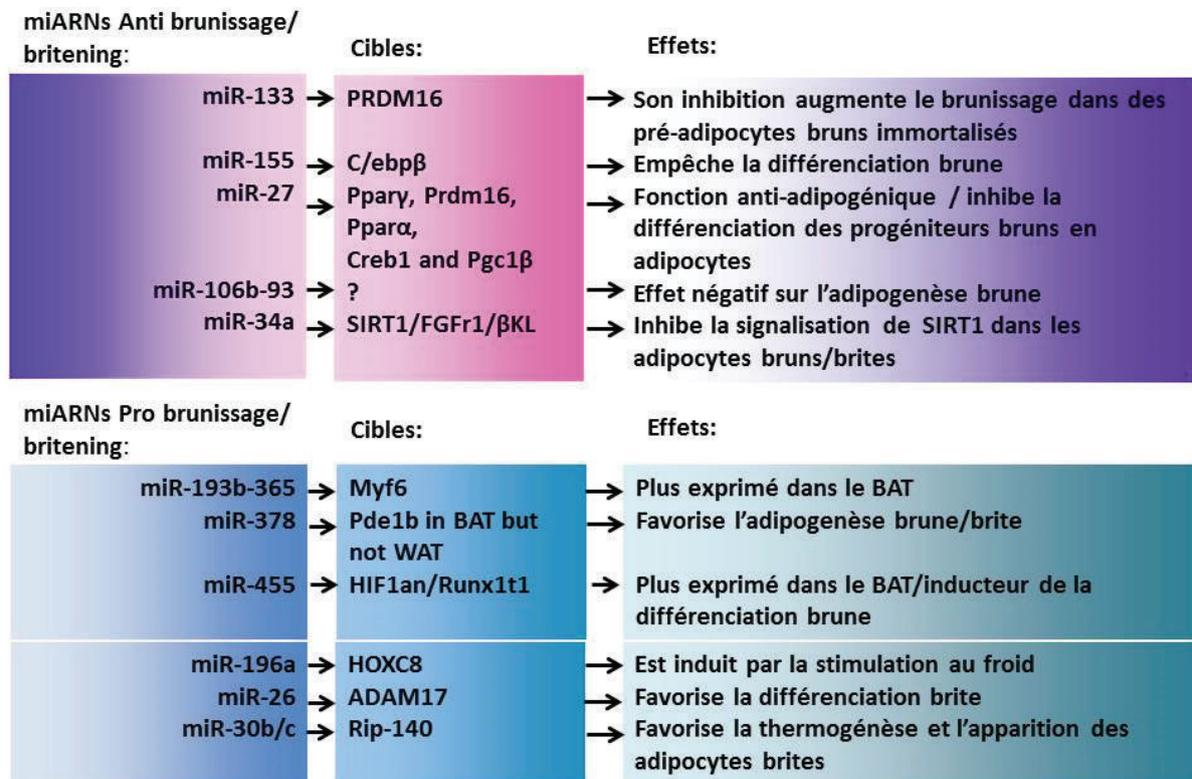 miARNs Anti brunissage/
britening:
Cibles:
Effets:
miR-133 → PRDM16 → Son inhibition augmente le brunissage dans des
pré-adipocytes bruns immortalisés
miR-155 → C/ebpβ → Empêche la différenciation brune
miR-27 → Pparγ, Prdm16, → Fonction anti-adipogénique / inhibe la
Pparα, différenciation des progéniteurs bruns en
Creb1 and Pgc1β adipocytes
miR-106b-93 → ? → Effet négatif sur l'adipogenèse brune
miR-34a → SIRT1/FGFr1/βKL → Inhibe la signalisation de SIRT1 dans les
adipocytes bruns/brites
miARNs Pro brunissage/
britening:
Cibles:
Effets:
miR-193b-365 → Myf6 → Plus exprimé dans le BAT
miR-378 → Pde1b in BAT but → Favorise l'adipogenèse brune/brite
not WAT
miR-455 → HIF1an/Runx1t1 → Plus exprimé dans le BAT/inducteur de la
différenciation brune
miR-196a → HOXC8 → Est induit par la stimulation au froid
miR-26 → ADAM17 → Favorise la différenciation brite
miR-30b/c → Rip-140 → Favorise la thermogénèse et l'apparition des
adipocytes brites